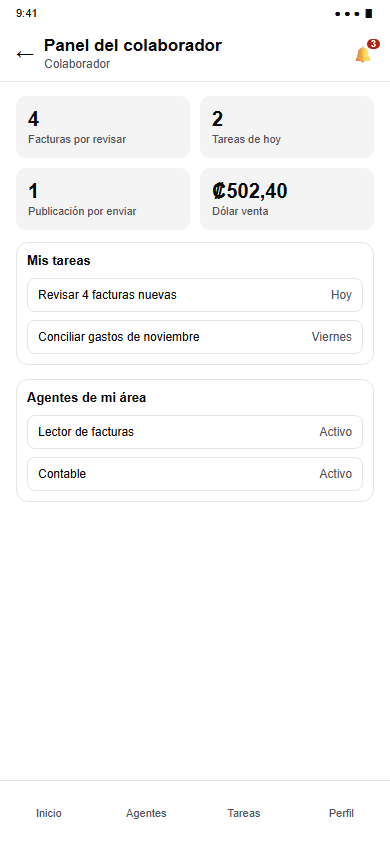 9:41
Panel del colaborador
Colaborador
3
4
Facturas por revisar
2
Tareas de hoy
1
Publicación por enviar
₡502,40
Dólar venta
Mis tareas
Revisar 4 facturas nuevas Hoy
Conciliar gastos de noviembre Viernes
Agentes de mi área
Lector de facturas Activo
Contable Activo
Inicio Agentes Tareas Perfil